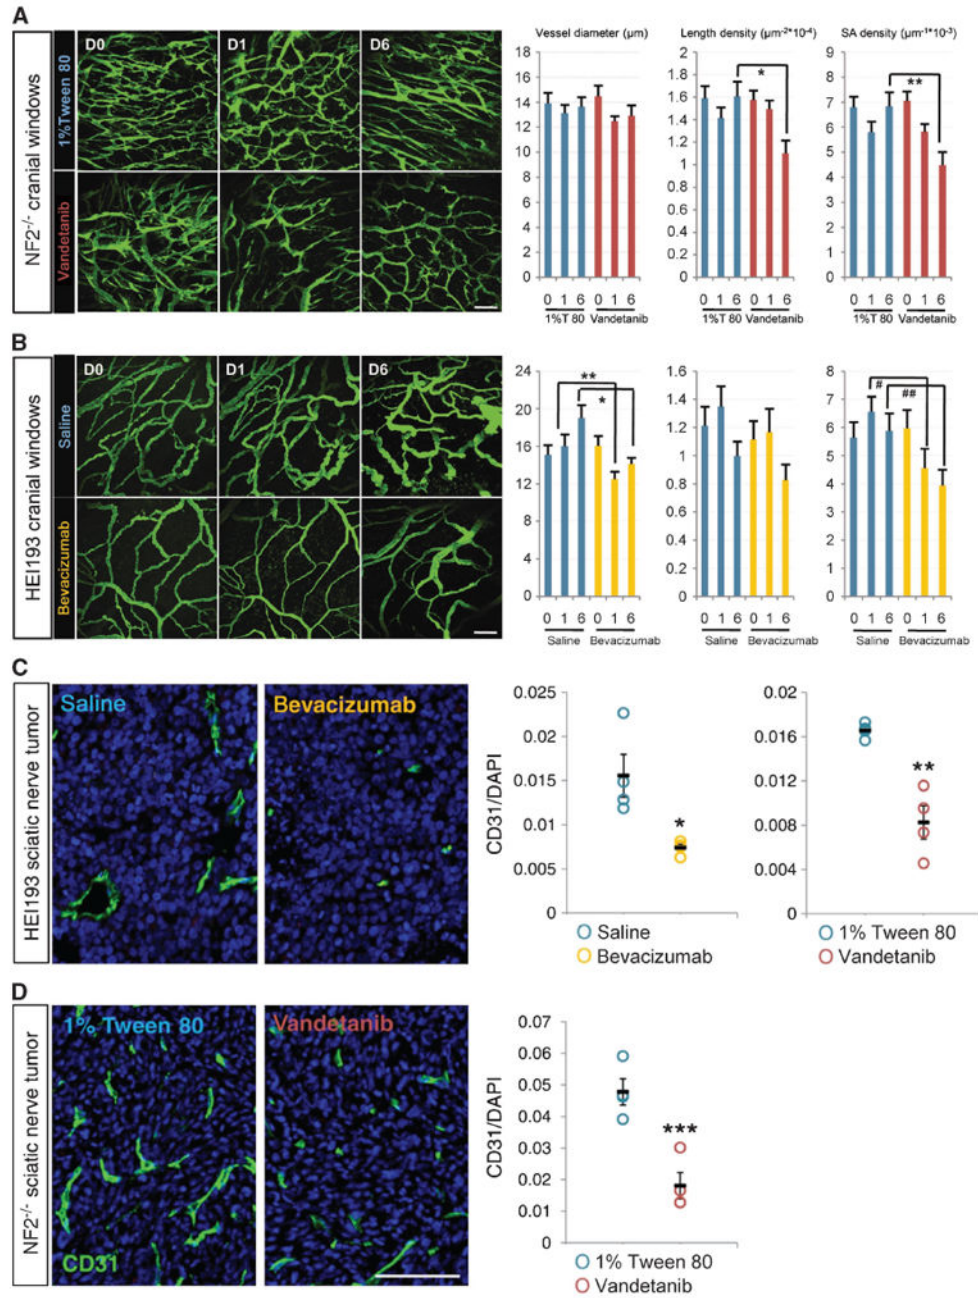 A
NF2-/- cranial windows
1%Tween 80
Vandetanib
D0
D1
D6
Vessel diameter (µm)
18
16
14
12
10
8
6
4
2
0
0 1 6 0 1 6
1%T 80 Vandetanib
Length density (µm-2*10-4)
2
1.8
1.6
1.4
1.2
1
0.8
0.6
0.4
0.2
0
*
0 1 6 0 1 6
1%T 80 Vandetanib
SA density (µm-1*10-3)
9
8
7
6
5
4
3
2
1
0
**
0 1 6 0 1 6
1%T 80 Vandetanib
B
HEI193 cranial windows
Saline
Bevacizumab
D0
D1
D6
24
20
16
12
8
4
0
**
*
0 1 6 0 1 6
Saline Bevacizumab
1.6
1.4
1.2
1
0.8
0.6
0.4
0.2
0
0 1 6 0 1 6
Saline Bevacizumab
8
7
6
5
4
3
2
1
0
#
##
0 1 6 0 1 6
Saline Bevacizumab
C
HEI193 sciatic nerve tumor
Saline
Bevacizumab
CD31/DAPI
0.025
0.02
0.015
0.01
0.005
0
*
Saline
Bevacizumab
0.02
0.016
0.012
0.008
0.004
0
**
1% Tween 80
Vandetanib
D
NF2-/- sciatic nerve tumor
1% Tween 80
Vandetanib
CD31
CD31/DAPI
0.07
0.06
0.05
0.04
0.03
0.02
0.01
0
***
1% Tween 80
Vandetanib